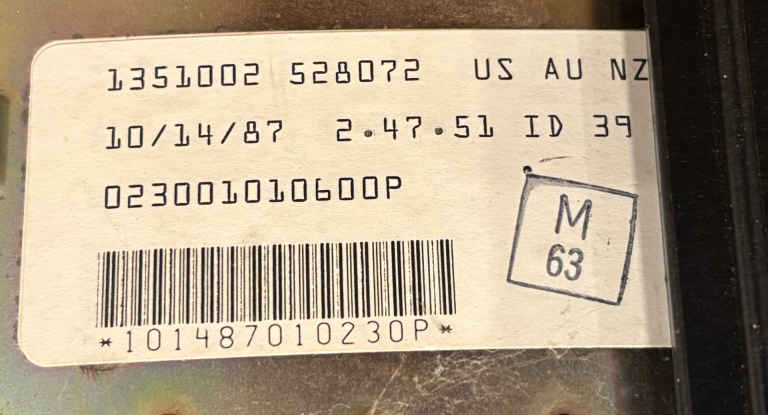 1351002 528072 US AU NZ
10/14/87 2.47.51 ID 39
023001010600P
M
63
*101487010230P*